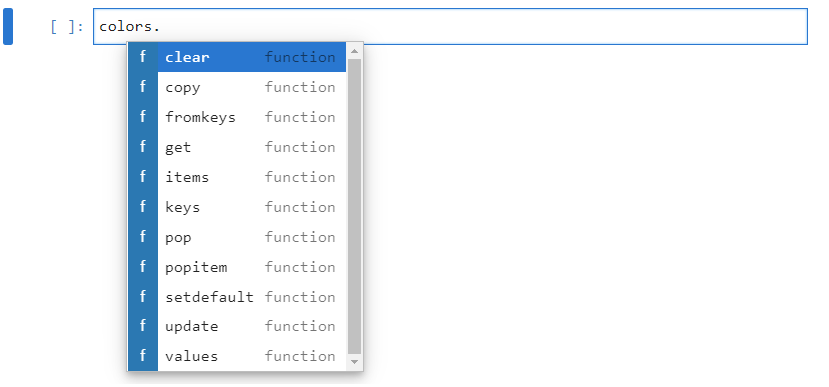 [ ]: colors.
f clear function
f copy function
f fromkeys function
f get function
f items function
f keys function
f pop function
f popitem function
f setdefault function
f update function
f values function